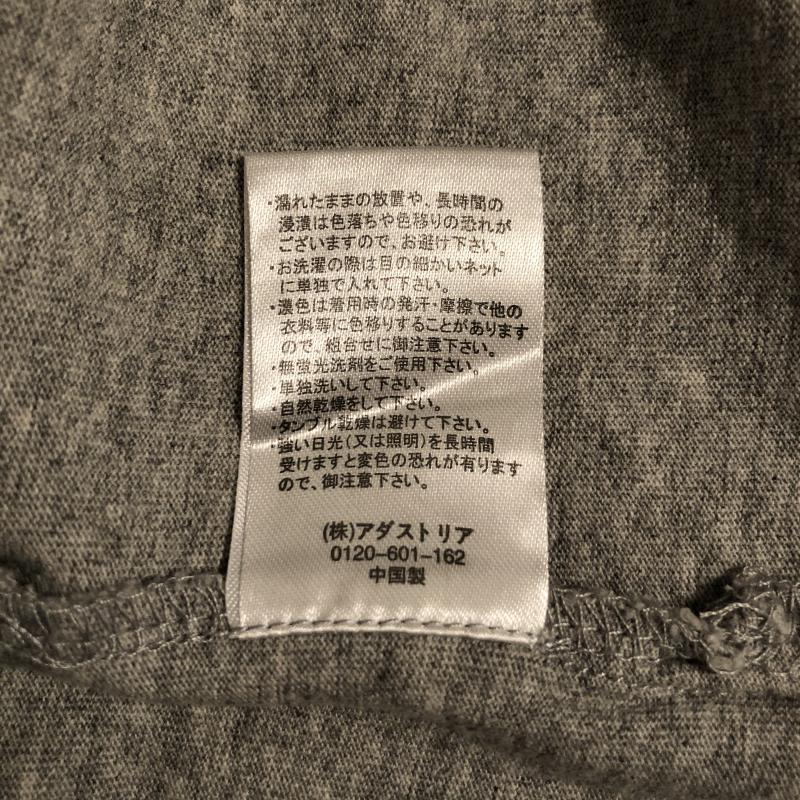 ・濡れたままの放置や、長時間の
浸漬は色落ちや色移りの恐れが
ございますので、お避け下さい。
・お洗濯の際は目の細かいネット
に単独で入れて下さい。
・濃色は着用時の発汗・摩擦で他の
衣料等に色移りすることがあります
ので、組合せに御注意下さい。
・無蛍光洗剤をご使用下さい。
・単独洗いして下さい。
・自然乾燥をして下さい。
・タンブル乾燥は避けて下さい。
・強い日光(又は照明)を長時間
受けますと変色の恐れが有ります
ので、御注意下さい。
(株)アダストリア
0120-601-162
中国製